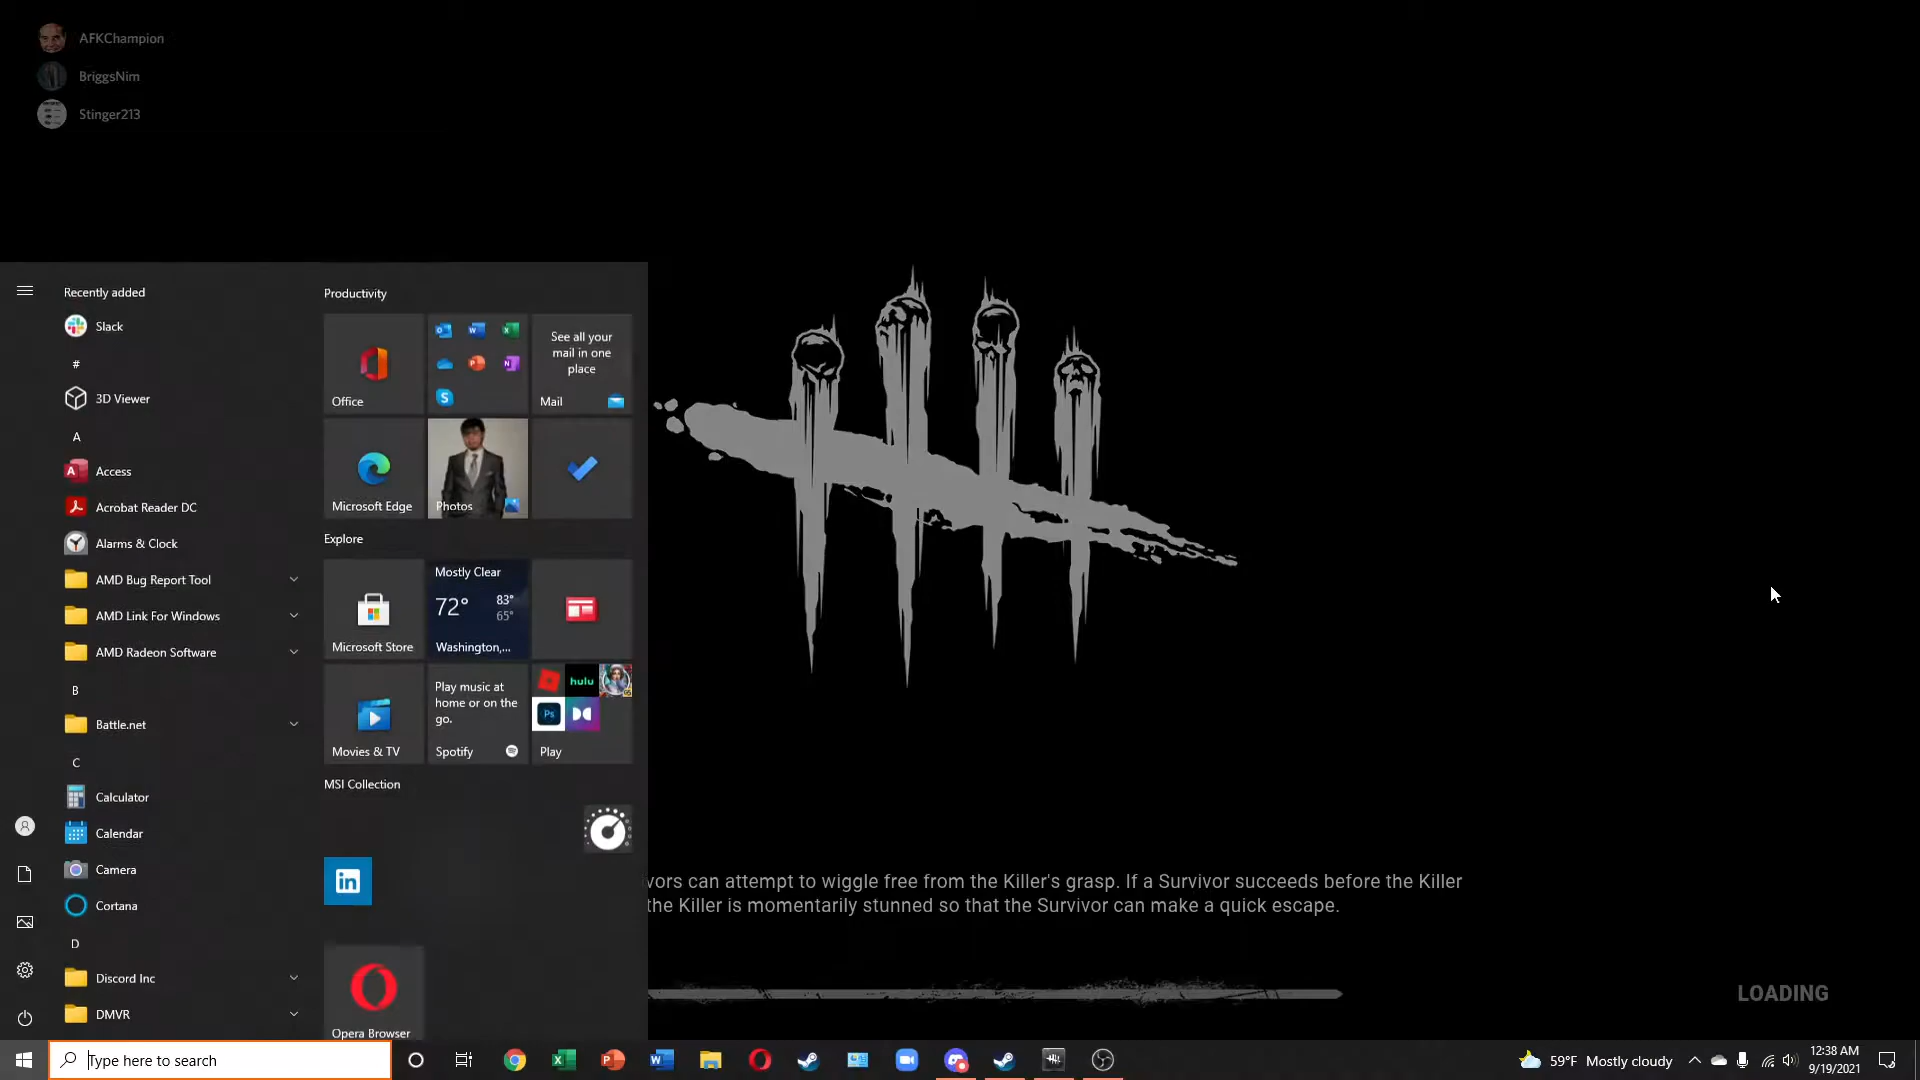 AFKChampion
BriggsNim
Stinger213
Recently added
Slack
#
3D Viewer
A
Access
Acrobat Reader DC
Alarms & Clock
AMD Bug Report Tool
AMD Link For Windows
AMD Radeon Software
B
Battle.net
C
Calculator
Calendar
Camera
Cortana
D
Discord Inc
DMVR
Productivity
Office
See all your
mail in one
place
Mail
Microsoft Edge
Photos
Explore
Microsoft Store
Mostly Clear
72° 83°
65°
Washington,...
Movies & TV
Play music at
home or on the
go.
Spotify
hulu
Ps
Play
MSI Collection
in
Opera Browser
vors can attempt to wiggle free from the Killer's grasp. If a Survivor succeeds before the Killer
the Killer is momentarily stunned so that the Survivor can make a quick escape.
LOADING
Type here to search
59°F Mostly cloudy
12:38 AM
9/19/2021